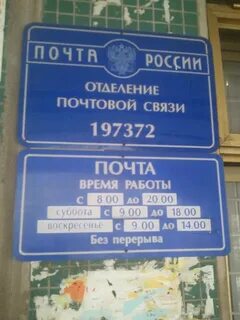 ПОЧТА РОССИИ
ОТДЕЛЕНИЕ
ПОЧТОВОЙ СВЯЗИ
197372
ПОЧТА
ВРЕМЯ РАБОТЫ
с 8.00 до 20.00
суббота с 9.00 до 18.00
воскресенье с 9.00 до 14.00
Без перерыва